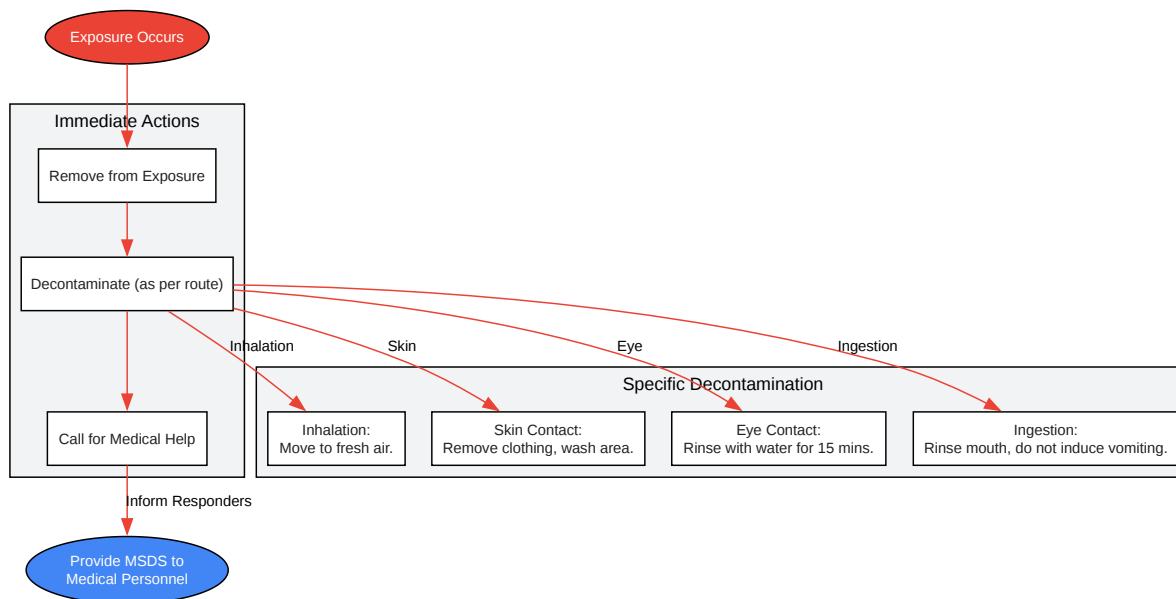 Exposure Occurs
Immediate Actions
Remove from Exposure
Decontaminate (as per route)
Inhalation
Skin
Eye
Ingestion
Specific Decontamination
Call for Medical Help
Inhalation:
Move to fresh air.
Skin Contact:
Remove clothing, wash area.
Eye Contact:
Rinse with water for 15 mins.
Ingestion:
Rinse mouth, do not induce vomiting.
Inform Responders
Provide MSDS to
Medical Personnel